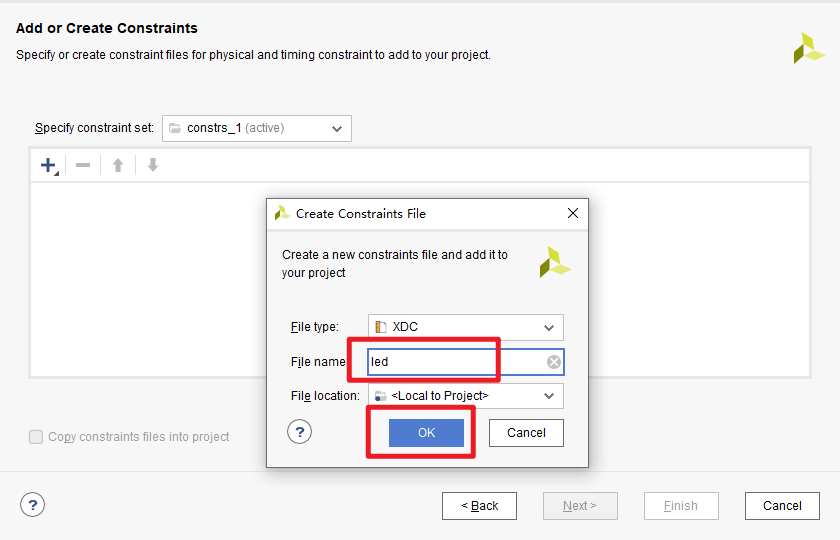 Add or Create Constraints
Specify or create constraint files for physical and timing constraint to add to your project.
Specify constraint set: constrs_1 (active)
Create Constraints File
Create a new constraints file and add it to
your project
File type: XDC
File name: led
File location: <Local to Project>
? OK Cancel
Copy constraints files into project
? < Back Next > Finish Cancel